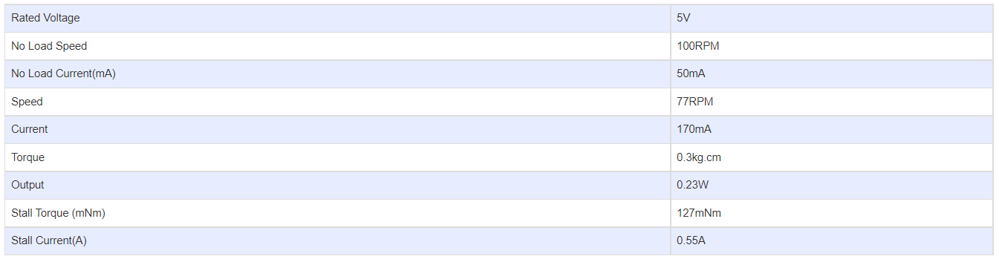 Rated Voltage 5V
No Load Speed 100RPM
No Load Current(mA) 50mA
Speed 77RPM
Current 170mA
Torque 0.3kg.cm
Output 0.23W
Stall Torque (mNm) 127mNm
Stall Current(A) 0.55A